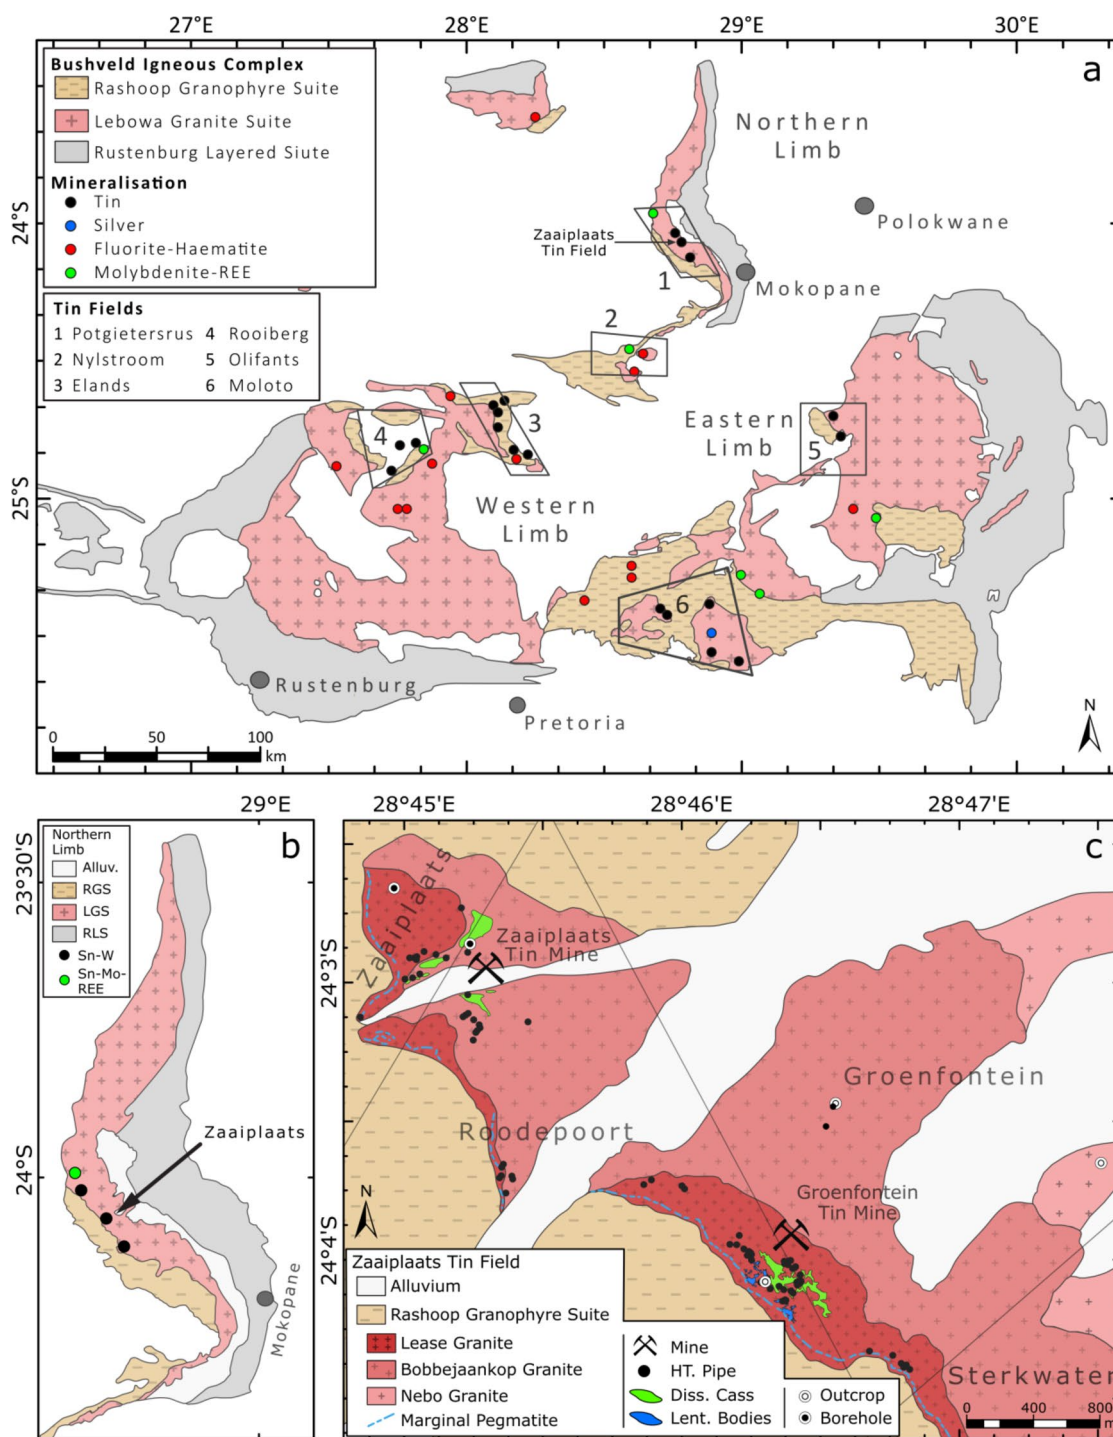 27°E 28°E 29°E 30°E
a
Bushveld Igneous Complex
Rashoop Granophyre Suite
Lebowa Granite Suite
Rustenburg Layered Siute
Mineralisation
Tin
Silver
Fluorite-Haematite
Molybdenite-REE
Tin Fields
1 Potgietersrus 4 Rooiberg
2 Nylstroom 5 Olifants
3 Elands 6 Moloto
24°S
25°S
Northern
Limb
Polokwane
Zaaiplaats
Tin Field
1
Mokopane
2
3
4
Eastern
Limb
5
Western
Limb
6
Rustenburg
Pretoria
N
0 50 100
km
29°E
b
Northern
Limb
Alluv.
RGS
LGS
RLS
Sn-W
Sn-Mo-
REE
23°30'S
24°S
Zaaiplaats
Mokopane
28°45'E 28°46'E 28°47'E
c
24°3'S
24°4'S
Zaaiplaats
Zaaiplaats
Tin Mine
Groenfontein
Roodepoort
Groenfontein
Tin Mine
Sterkwater
N
Zaaiplaats Tin Field
Alluvium
Rashoop Granophyre Suite
Lease Granite
Bobbejaankop Granite
Nebo Granite
Marginal Pegmatite
Mine
HT. Pipe
Diss. Cass
Lent. Bodies
Outcrop
Borehole
0 400 800
m